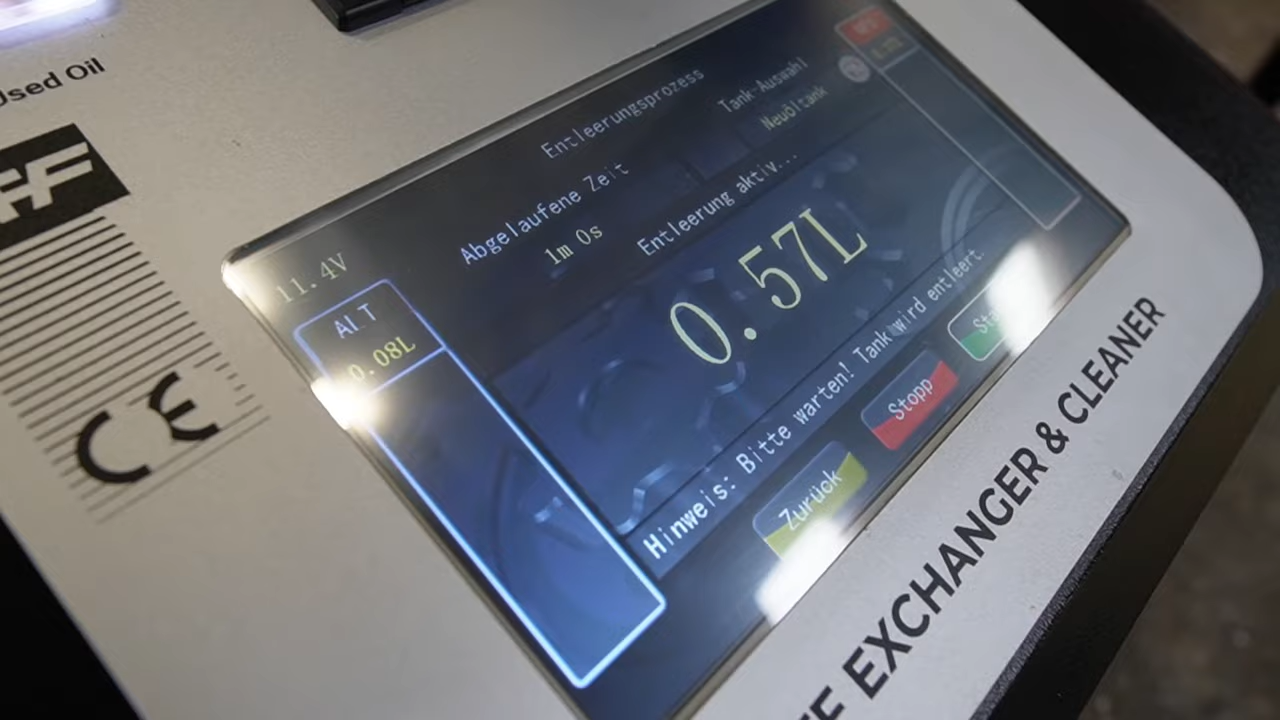 Used Oil
FF
CE
11.4V
Entleerungsprozess
Tank-Auswahl
Neuöltank
Abgelaufene Zeit
1m 0s
Entleerung aktiv...
ALT
0.08L
0.57L
Hinweis: Bitte warten! Tank wird entleert.
Zurück
Stopp
EXCHANGER & CLEANER